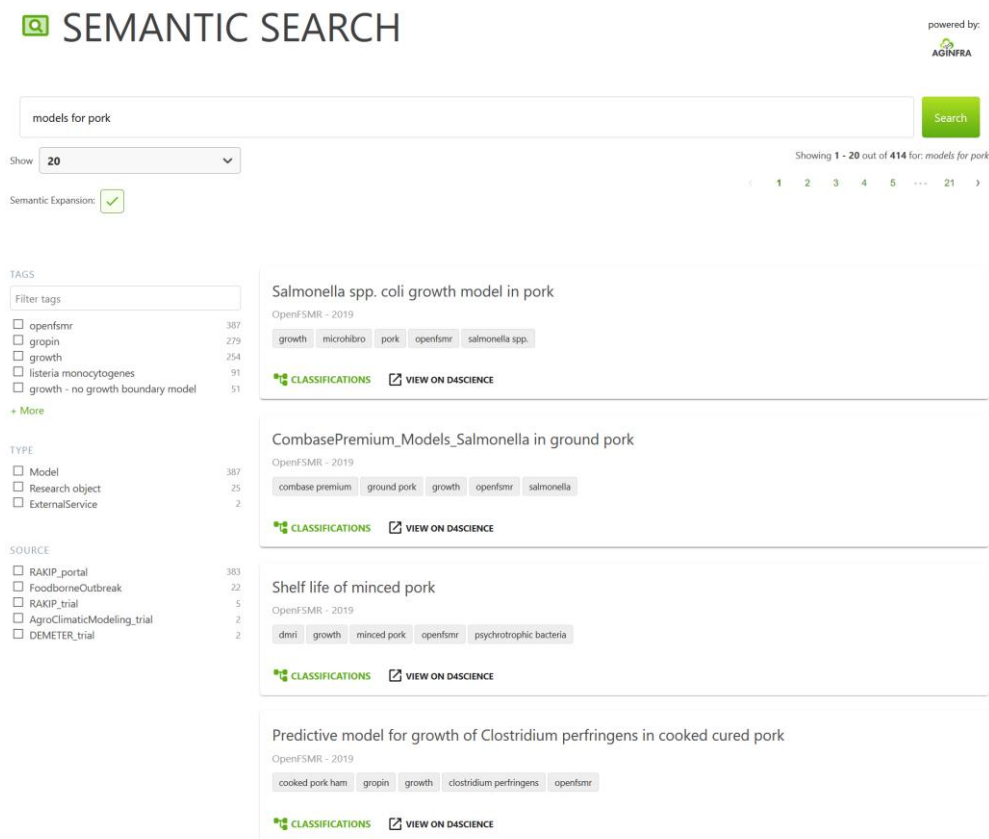 SEMANTIC SEARCH
powered by:
AGINFRA
models for pork
Search
Show 20
Showing 1 - 20 out of 414 for: models for pork
‹ 1 2 3 4 5 ··· 21 ›
Semantic Expansion:
TAGS
Filter tags
openfsmr 387
gropin 279
growth 254
listeria monocytogenes 91
growth - no growth boundary model 51
+ More
TYPE
Model 387
Research object 25
ExternalService 2
SOURCE
RAKIP_portal 383
FoodborneOutbreak 22
RAKIP_trial 5
AgroClimaticModeling_trial 2
DEMETER_trial 2
Salmonella spp. coli growth model in pork
OpenFSMR - 2019
growth microhibro pork openfsmr salmonella spp.
CLASSIFICATIONS VIEW ON D4SCIENCE
CombasePremium_Models_Salmonella in ground pork
OpenFSMR - 2019
combase premium ground pork growth openfsmr salmonella
CLASSIFICATIONS VIEW ON D4SCIENCE
Shelf life of minced pork
OpenFSMR - 2019
dmri growth minced pork openfsmr psychrotrophic bacteria
CLASSIFICATIONS VIEW ON D4SCIENCE
Predictive model for growth of Clostridium perfringens in cooked cured pork
OpenFSMR - 2019
cooked pork ham gropin growth clostridium perfringens openfsmr
CLASSIFICATIONS VIEW ON D4SCIENCE